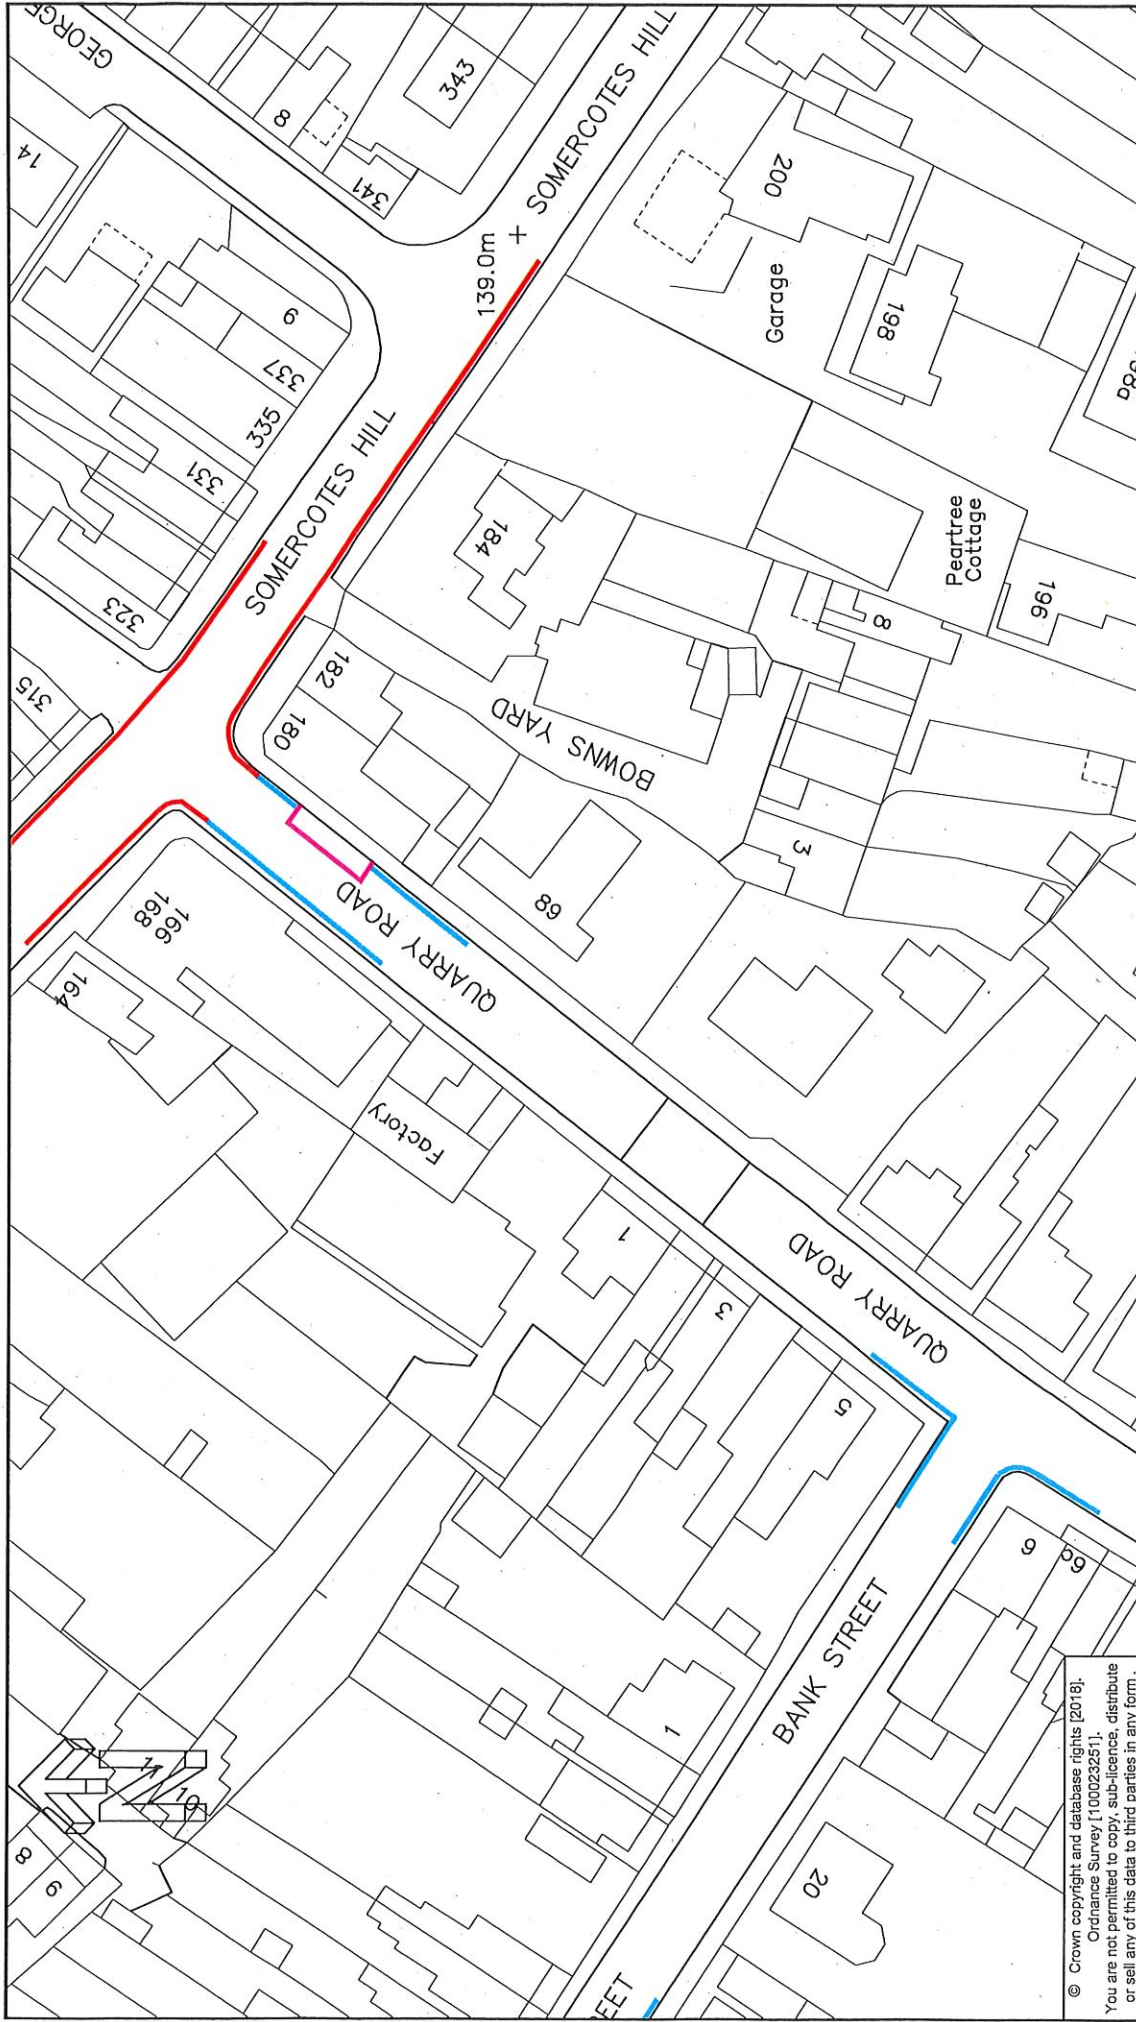 GEORGE
14
8
343
341
SOMERCOTES HILL
139.0m
9
337
335
331
323
315
SOMERCOTES HILL
200
Garage
198
184
182
180
BOWNS YARD
Peartree
Cottage
196
8
3
68
QUARRY ROAD
168
166
164
Factory
1
3
5
QUARRY ROAD
BANK STREET
6
1
20
N
11
10
8
9
© Crown copyright and database rights [2018].
Ordnance Survey [100023251].
You are not permitted to copy, sub-licence, distribute
or sell any of this data to third parties in any form.